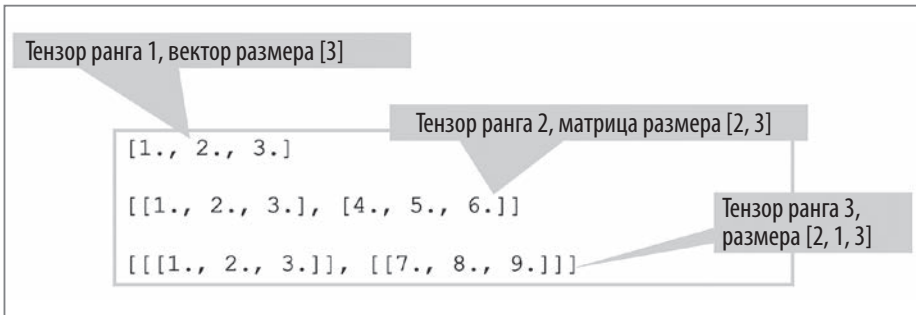 Тензор ранга 1, вектор размера [3]
Тензор ранга 2, матрица размера [2, 3]
[1., 2., 3.]
[[1., 2., 3.], [4., 5., 6.]]
Тензор ранга 3,
размера [2, 1, 3]
[[[1., 2., 3.]], [[7., 8., 9.]]]